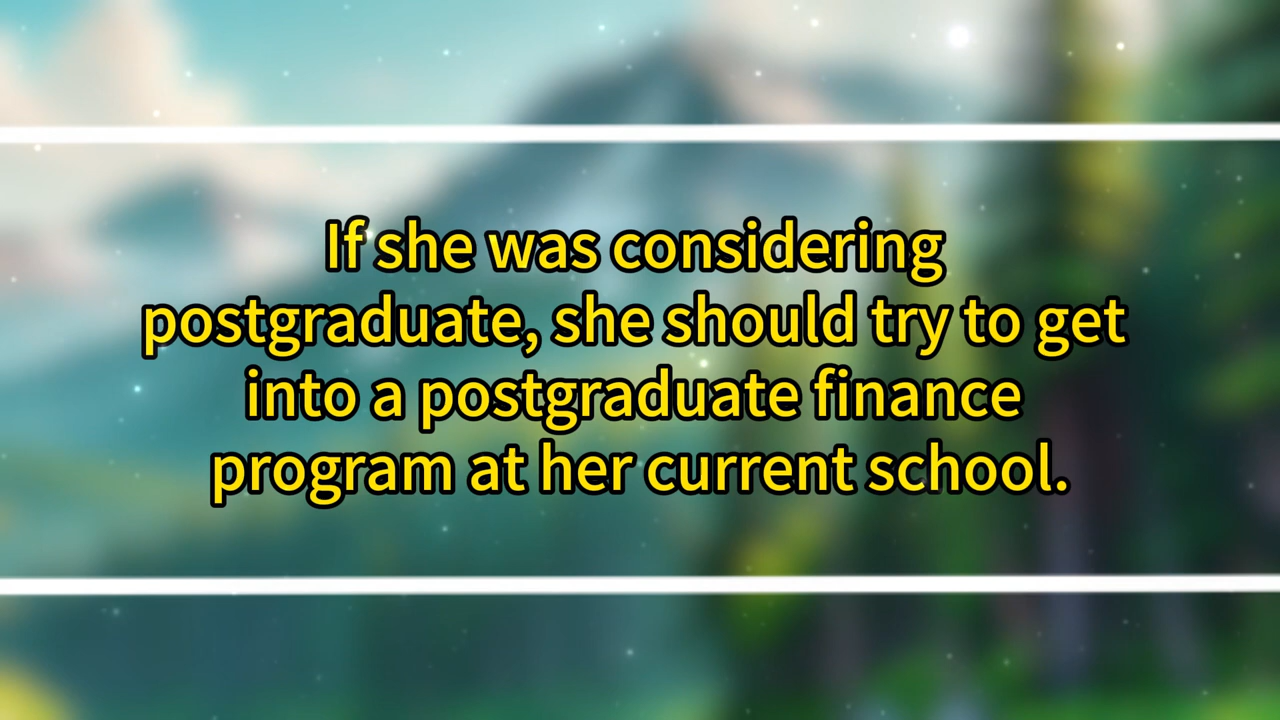 If she was considering
postgraduate, she should try to get
into a postgraduate finance
program at her current school.